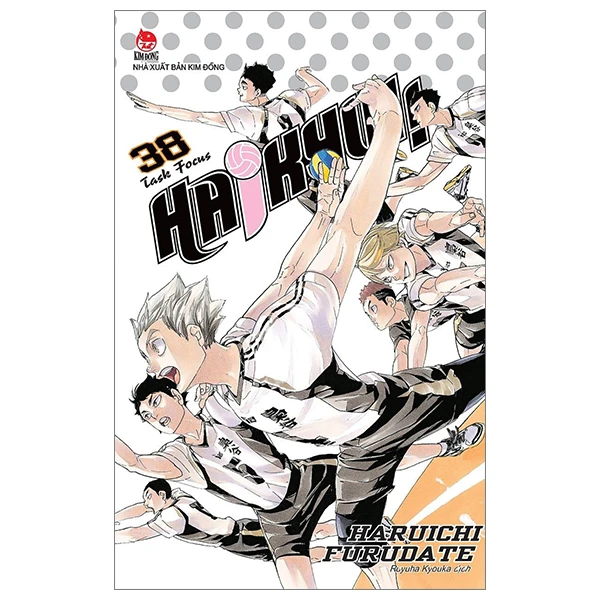 KIM ĐỒNG
NHÀ XUẤT BẢN KIM ĐỒNG
38
Task Focus
HAIKYU!!
HARUICHI
FURUDATE
Ruyuha Kyouka dịch